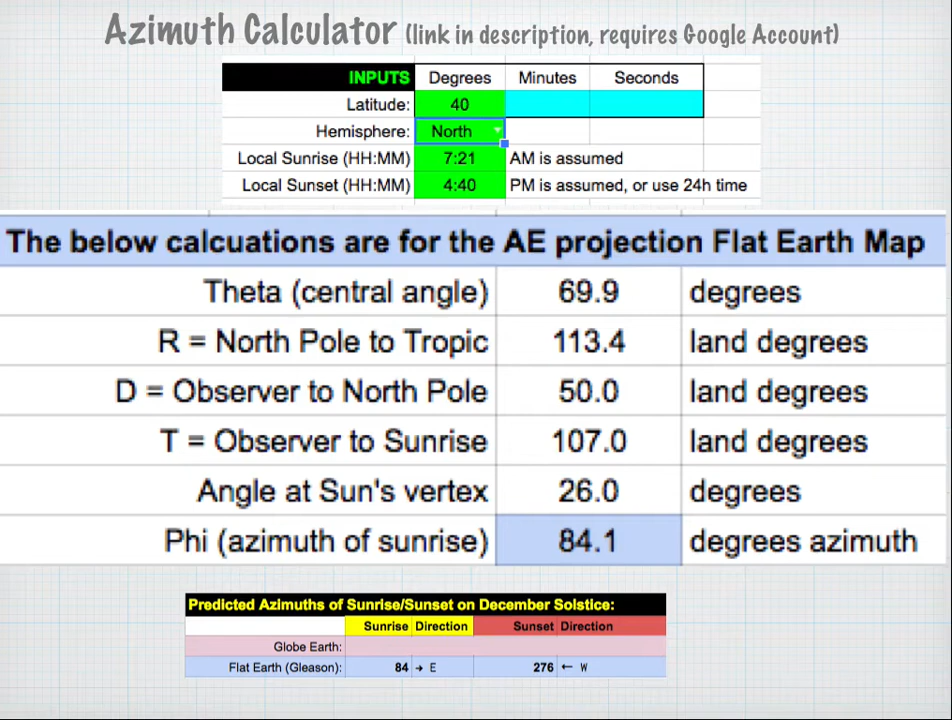 Azimuth Calculator (link in description, requires Google Account)
INPUTS Degrees Minutes Seconds
Latitude: 40
Hemisphere: North
Local Sunrise (HH:MM) 7:21 AM is assumed
Local Sunset (HH:MM) 4:40 PM is assumed, or use 24h time
The below calcuations are for the AE projection Flat Earth Map
Theta (central angle) 69.9 degrees
R = North Pole to Tropic 113.4 land degrees
D = Observer to North Pole 50.0 land degrees
T = Observer to Sunrise 107.0 land degrees
Angle at Sun's vertex 26.0 degrees
Phi (azimuth of sunrise) 84.1 degrees azimuth
Predicted Azimuths of Sunrise/Sunset on December Solstice:
Sunrise Direction Sunset Direction
Globe Earth:
Flat Earth (Gleason): 84 → E 276 ← W